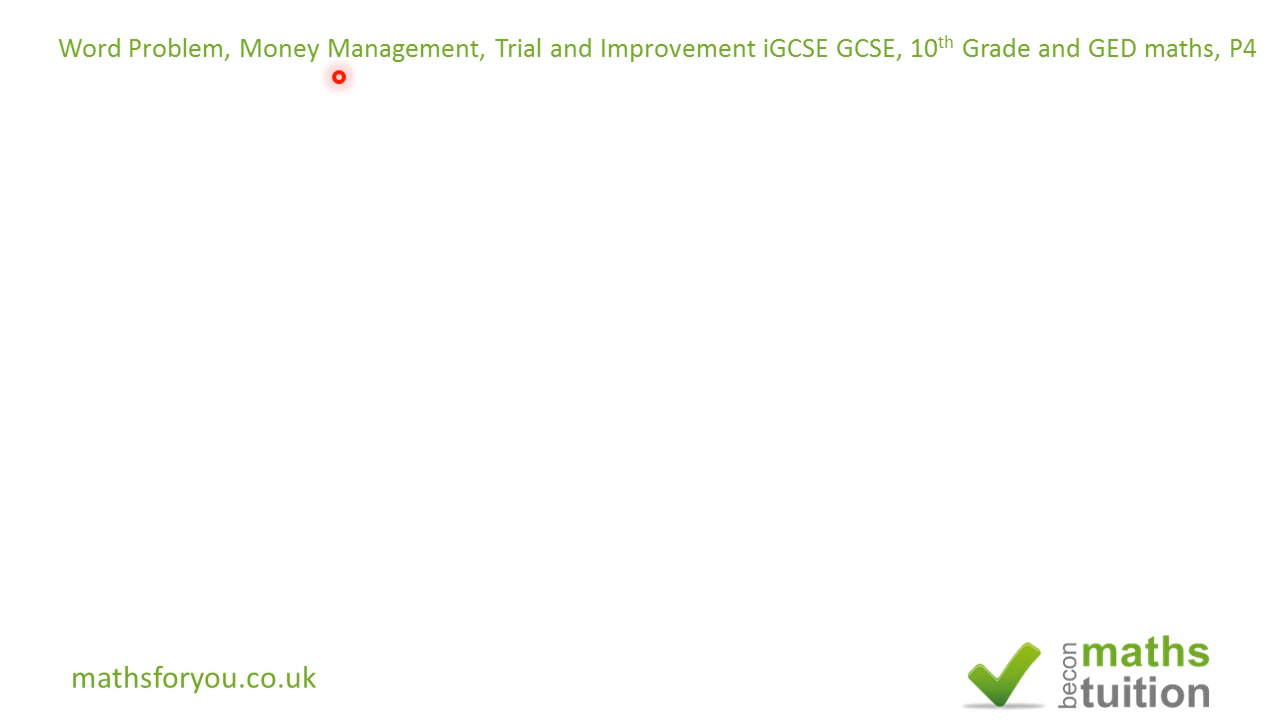 Word Problem, Money Management, Trial and Improvement iGCSE GCSE, 10th Grade and GED maths, P4
mathsforyou.co.uk
becon
maths
tuition